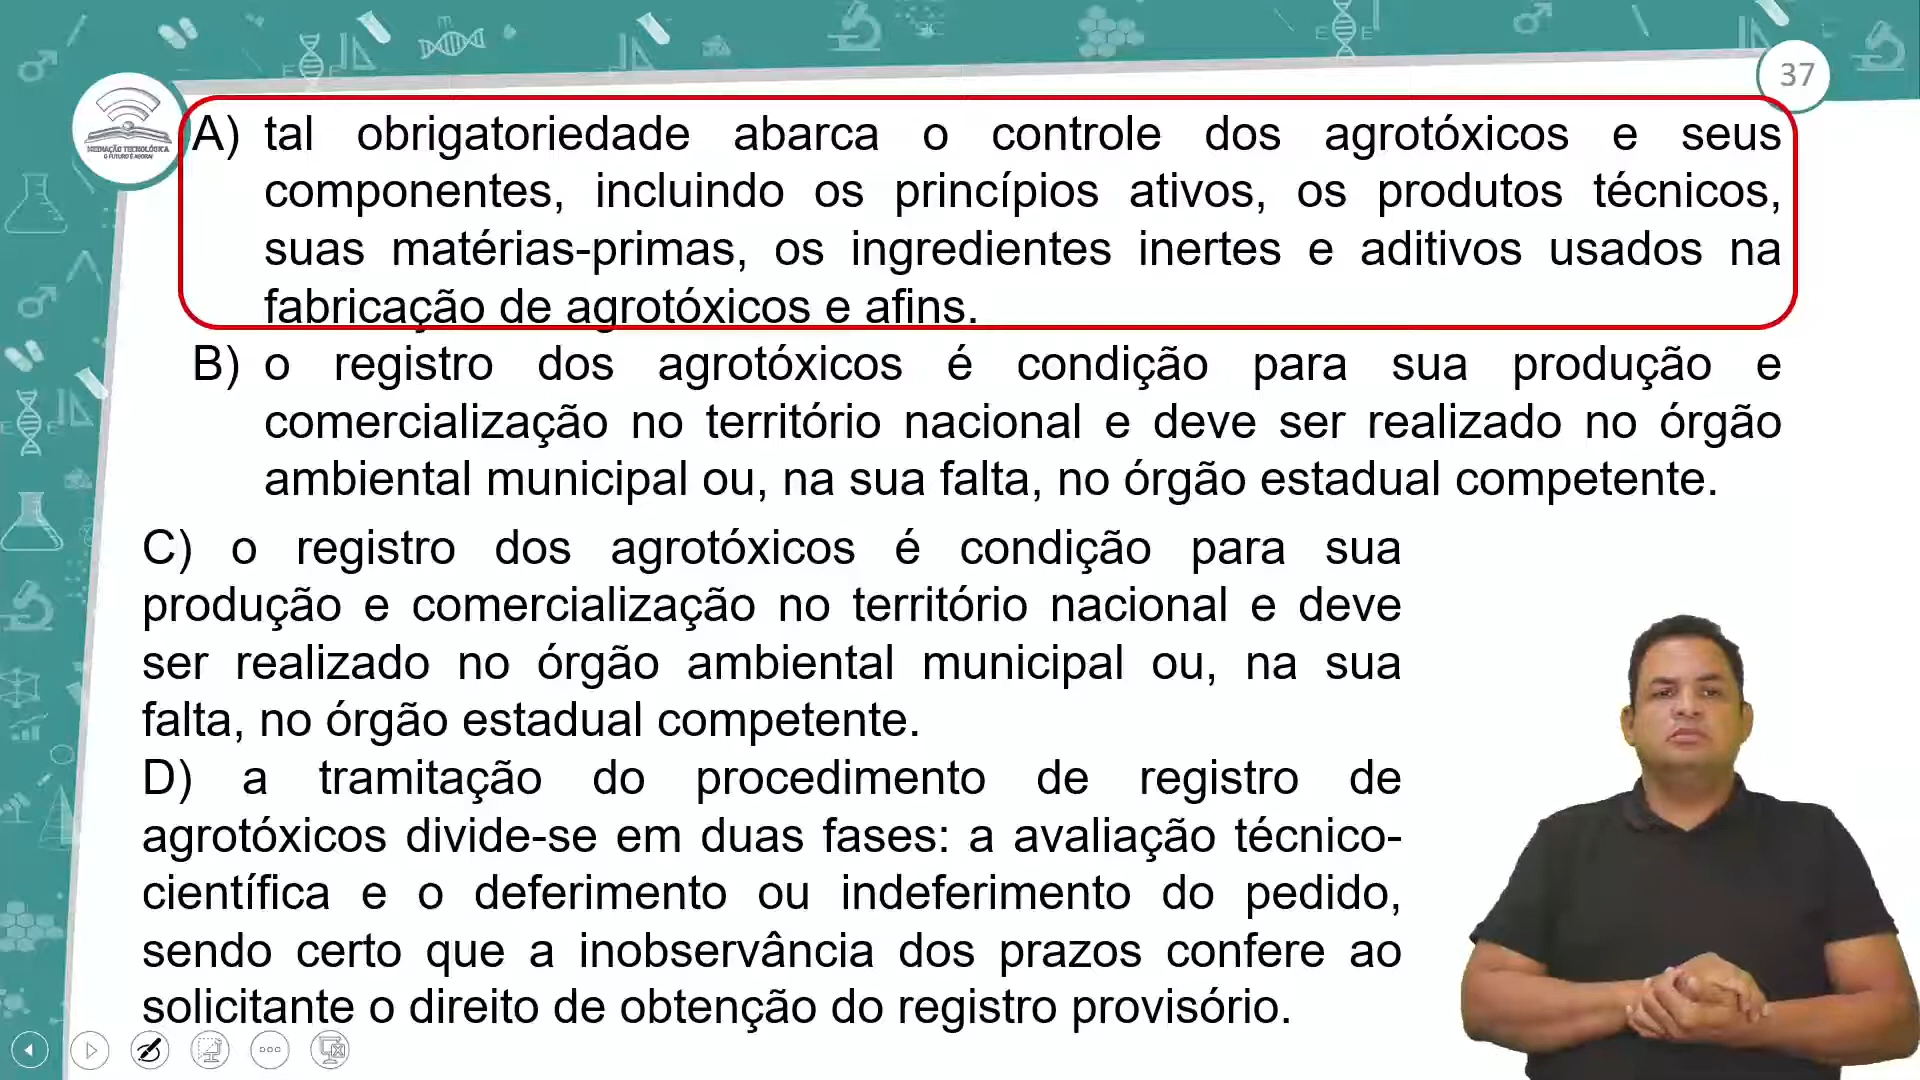 37
MEDIAÇÃO TECNOLÓGICA
O FUTURO É AGORA!
A) tal obrigatoriedade abarca o controle dos agrotóxicos e seus
componentes, incluindo os princípios ativos, os produtos técnicos,
suas matérias-primas, os ingredientes inertes e aditivos usados na
fabricação de agrotóxicos e afins.
B) o registro dos agrotóxicos é condição para sua produção e
comercialização no território nacional e deve ser realizado no órgão
ambiental municipal ou, na sua falta, no órgão estadual competente.
C) o registro dos agrotóxicos é condição para sua
produção e comercialização no território nacional e deve
ser realizado no órgão ambiental municipal ou, na sua
falta, no órgão estadual competente.
D) a tramitação do procedimento de registro de
agrotóxicos divide-se em duas fases: a avaliação técnico-
científica e o deferimento ou indeferimento do pedido,
sendo certo que a inobservância dos prazos confere ao
solicitante o direito de obtenção do registro provisório.